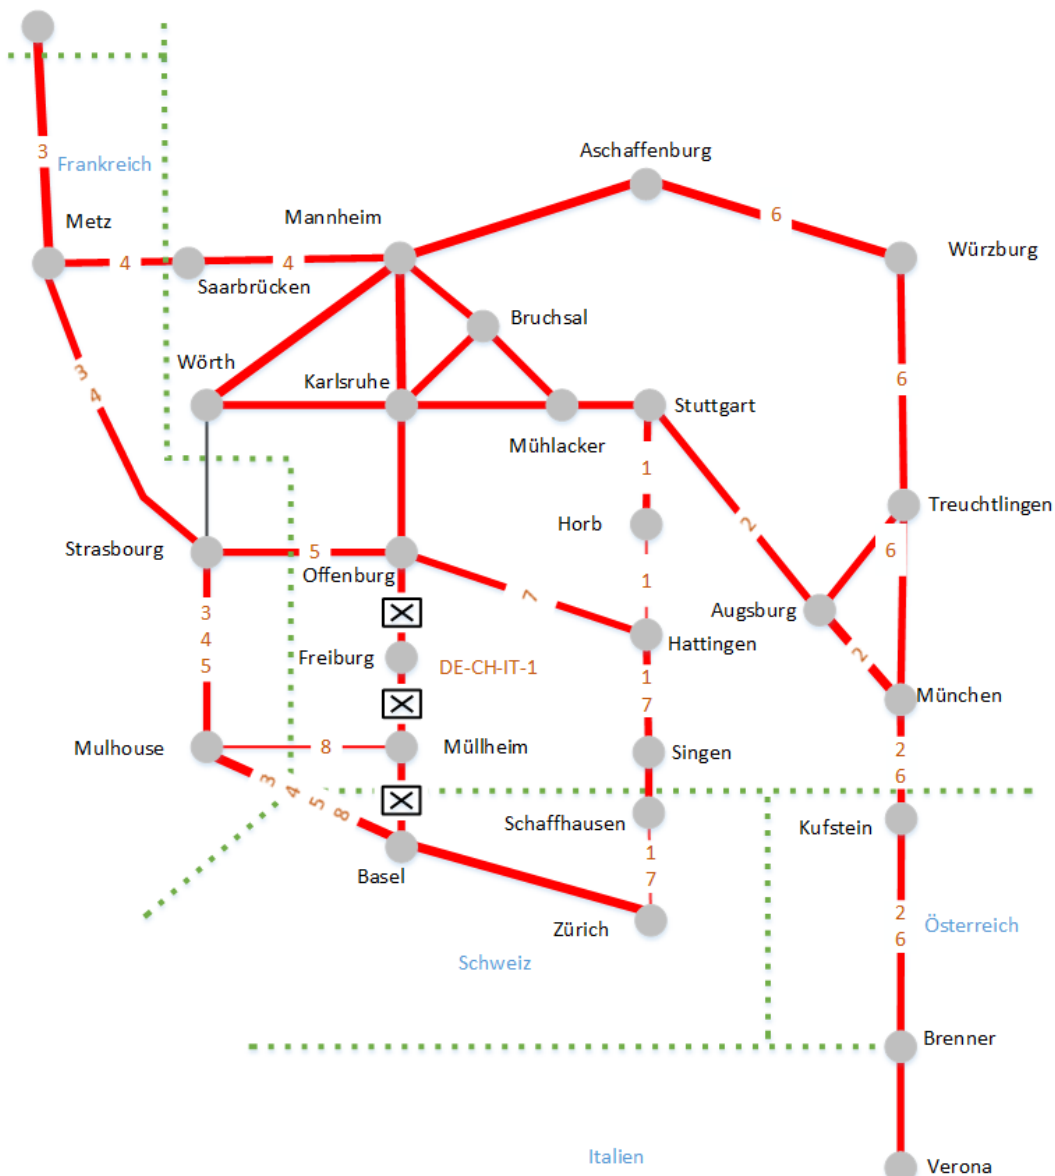 3
Frankreich
Aschaffenburg
Metz
Mannheim
6
Würzburg
4
4
Saarbrücken
Bruchsal
Wörth
Karlsruhe
3
4
6
Stuttgart
Mühlacker
1
Treuchtlingen
2
Horb
Strasbourg
5
6
Offenburg
1
7
3
4
5
Augsburg
Hattingen
Freiburg
DE-CH-IT-1
2
1
7
München
Mulhouse
8
Müllheim
Singen
2
6
3
4
5
8
Schaffhausen
Kufstein
1
7
Basel
Zürich
2
6
Österreich
Schweiz
Brenner
Italien
Verona